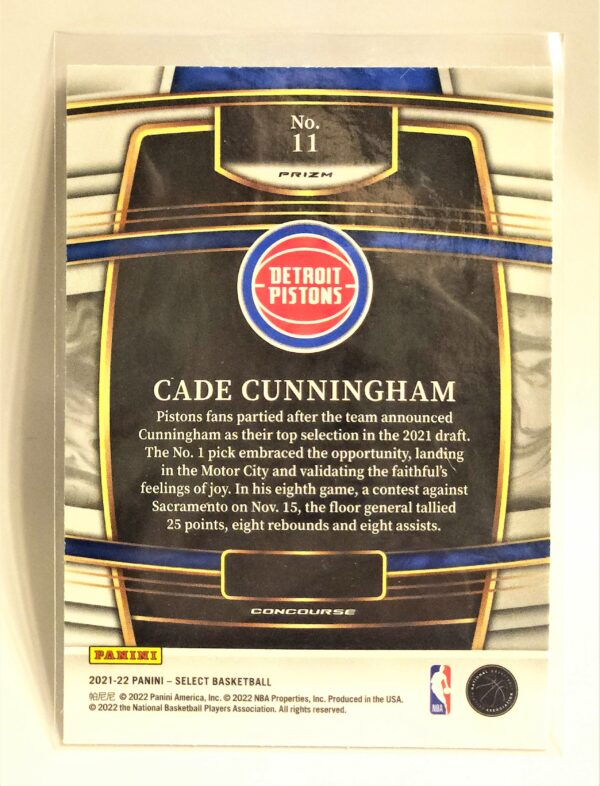 No.
11
PRIZM
DETROIT
PISTONS
CADE CUNNINGHAM
Pistons fans partied after the team announced
Cunningham as their top selection in the 2021 draft.
The No. 1 pick embraced the opportunity, landing
in the Motor City and validating the faithful's
feelings of joy. In his eighth game, a contest against
Sacramento on Nov. 15, the floor general tallied
25 points, eight rebounds and eight assists.
CONCOURSE
PANINI
2021-22 PANINI – SELECT BASKETBALL
帕尼尼 © 2022 Panini America, Inc. © 2022 NBA Properties, Inc. Produced in the USA.
© 2022 the National Basketball Players Association. All rights reserved.
NBA